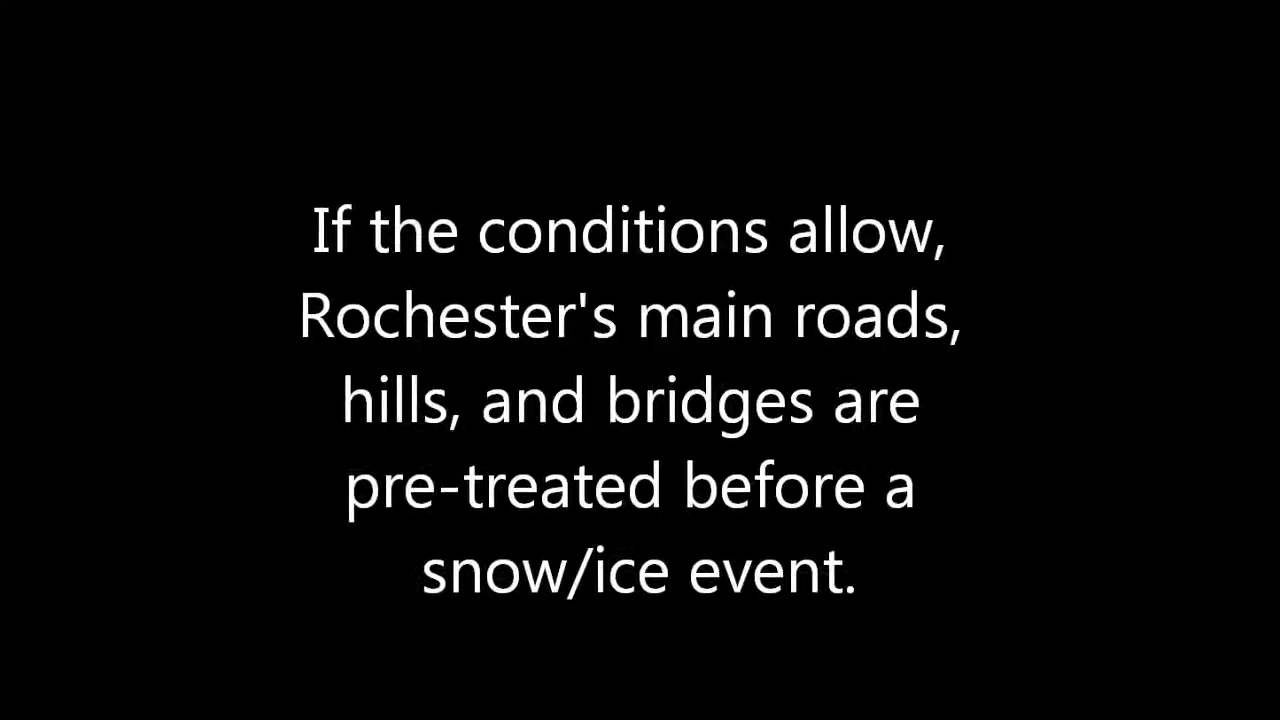 If the conditions allow,
Rochester's main roads,
hills, and bridges are
pre-treated before a
snow/ice event.